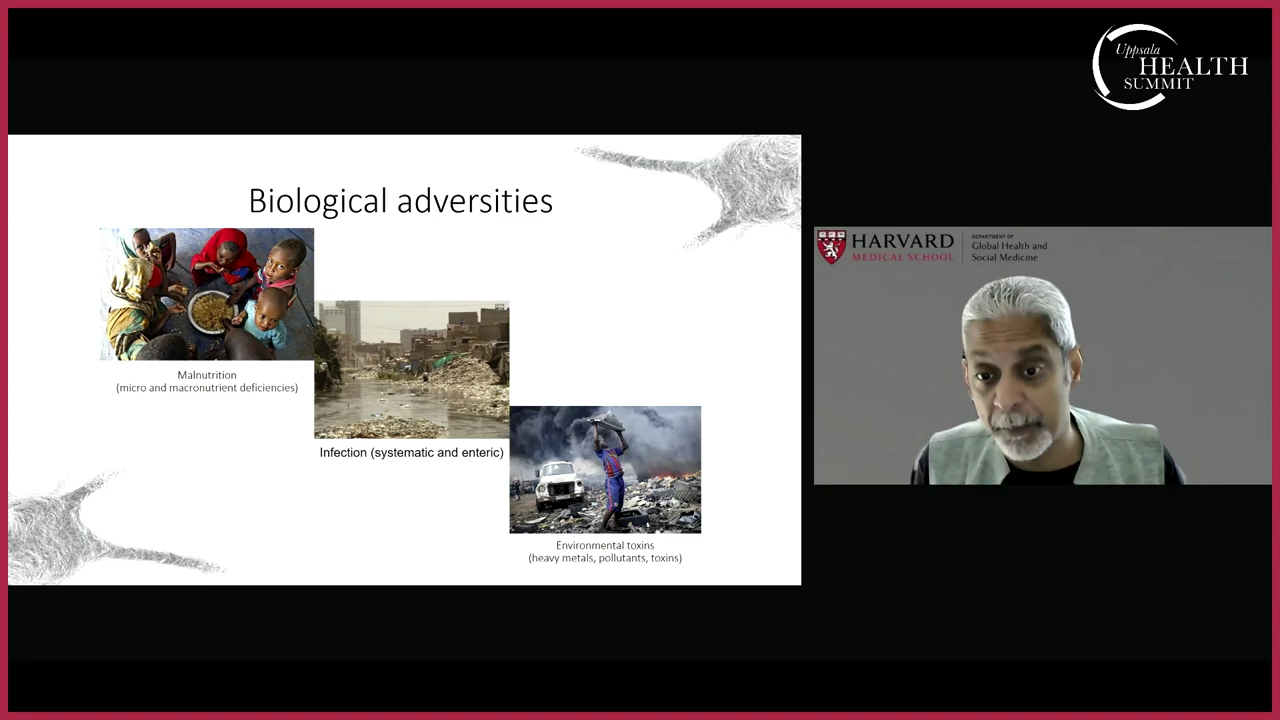 Uppsala
HEALTH
SUMMIT
Biological adversities
Malnutrition
(micro and macronutrient deficiencies)
Infection (systematic and enteric)
Environmental toxins
(heavy metals, pollutants, toxins)
HARVARD
MEDICAL SCHOOL
DEPARTMENT OF
Global Health and
Social Medicine